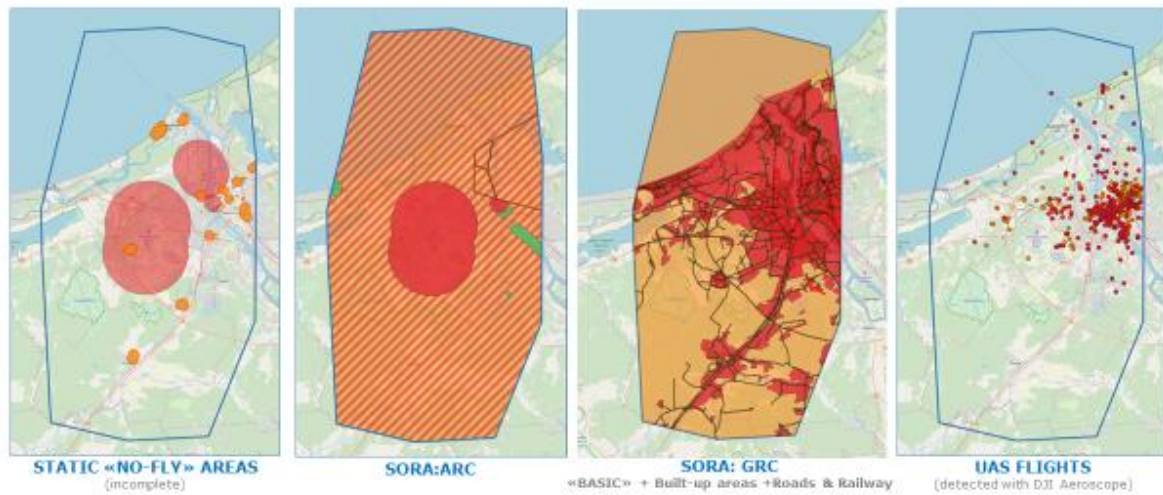 STATIC «NO-FLY» AREAS
(incomplete)
SORA:ARC
SORA: GRC
«BASIC» + Built-up areas +Roads & Railway
UAS FLIGHTS
(detected with DJI Aeroscope)